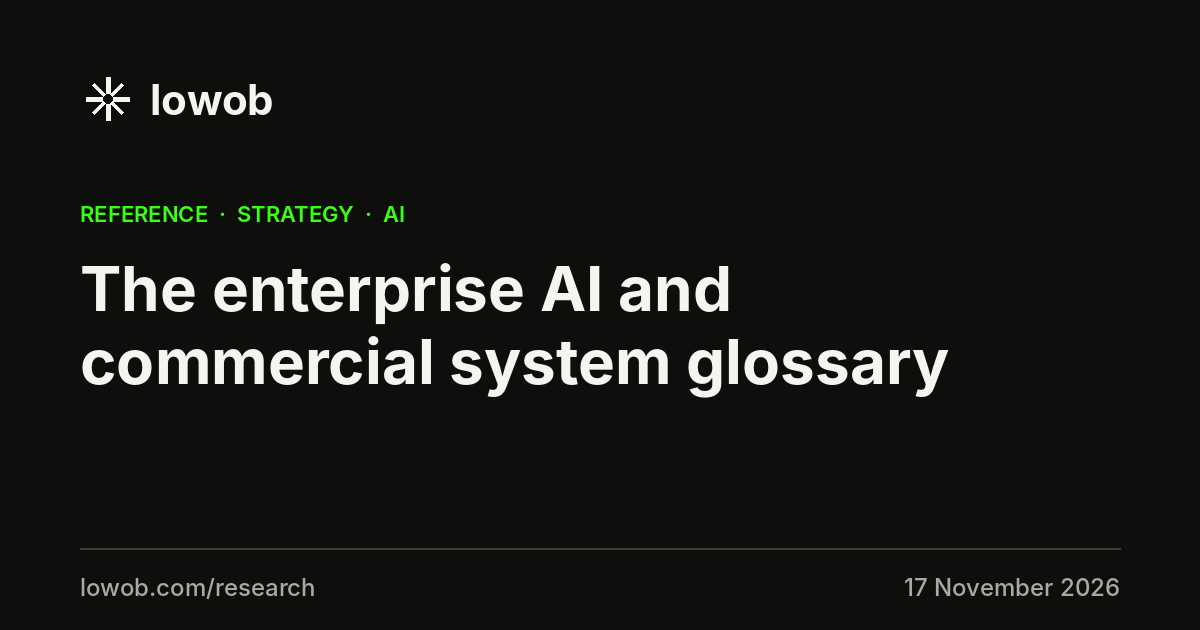 lowob
REFERENCE · STRATEGY · AI
The enterprise AI and
commercial system glossary
lowob.com/research
17 November 2026